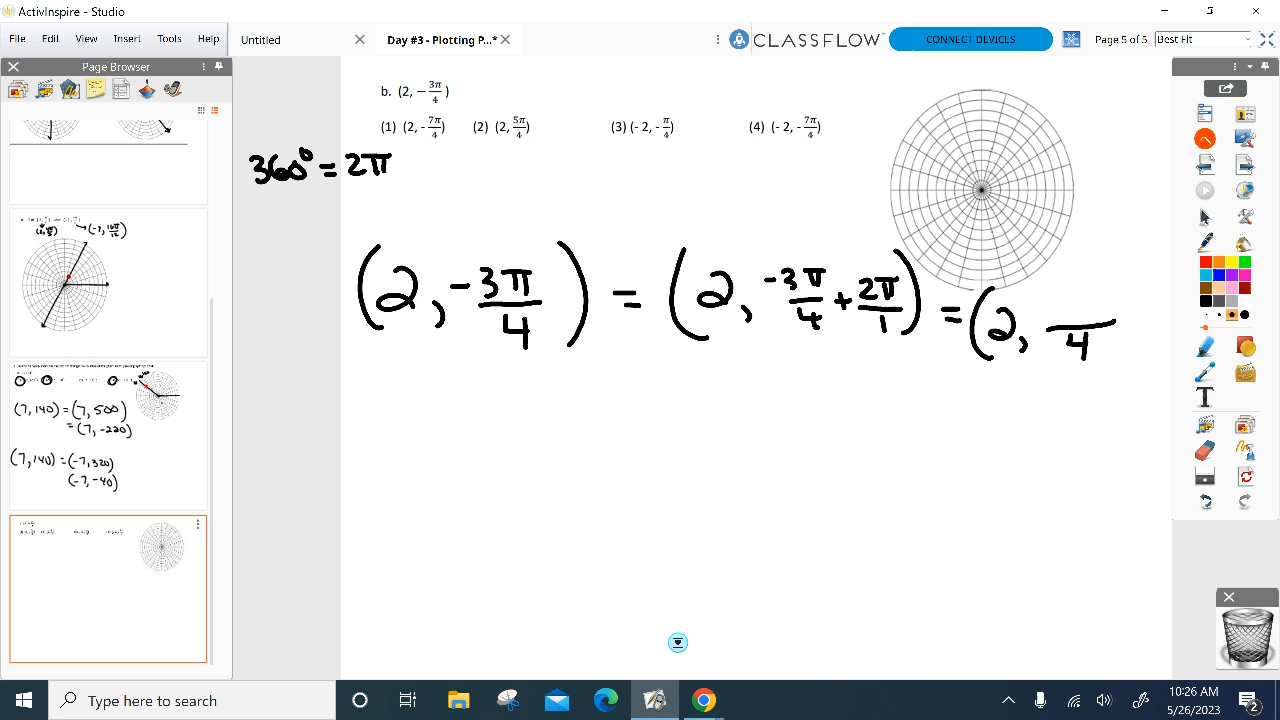 ActivInspire - Studio
File Edit View Insert Tools Help
Untitled
Day #3 - Plotting P...*
CLASSFLOW
CONNECT DEVICES
Page 5 of 5
Best Fit
Page Browser
b. (2, −3π/4)
(1) (2, -7π/4) (2) (2, 5π/4) (3) (- 2, -π/4) (4) (- 2, -7π/4)
360° = 2π
(2, -3π/4) = (2, -3π/4 + 2π/1) = (2, /4
(7, 140) = (7, 500)
= (7, -220)
(7, 140) = (-7, 320)
(-7, -40)
T
Type here to search
10:26 AM
5/26/2023
2